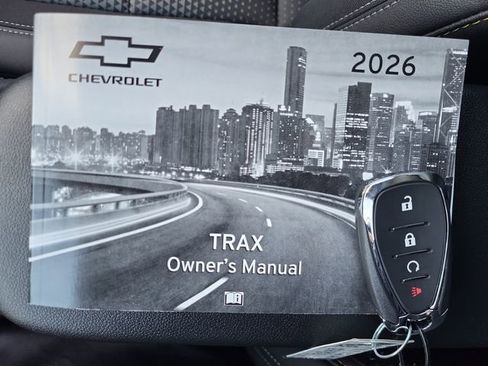 CHEVROLET
2026
TRAX
Owner's Manual